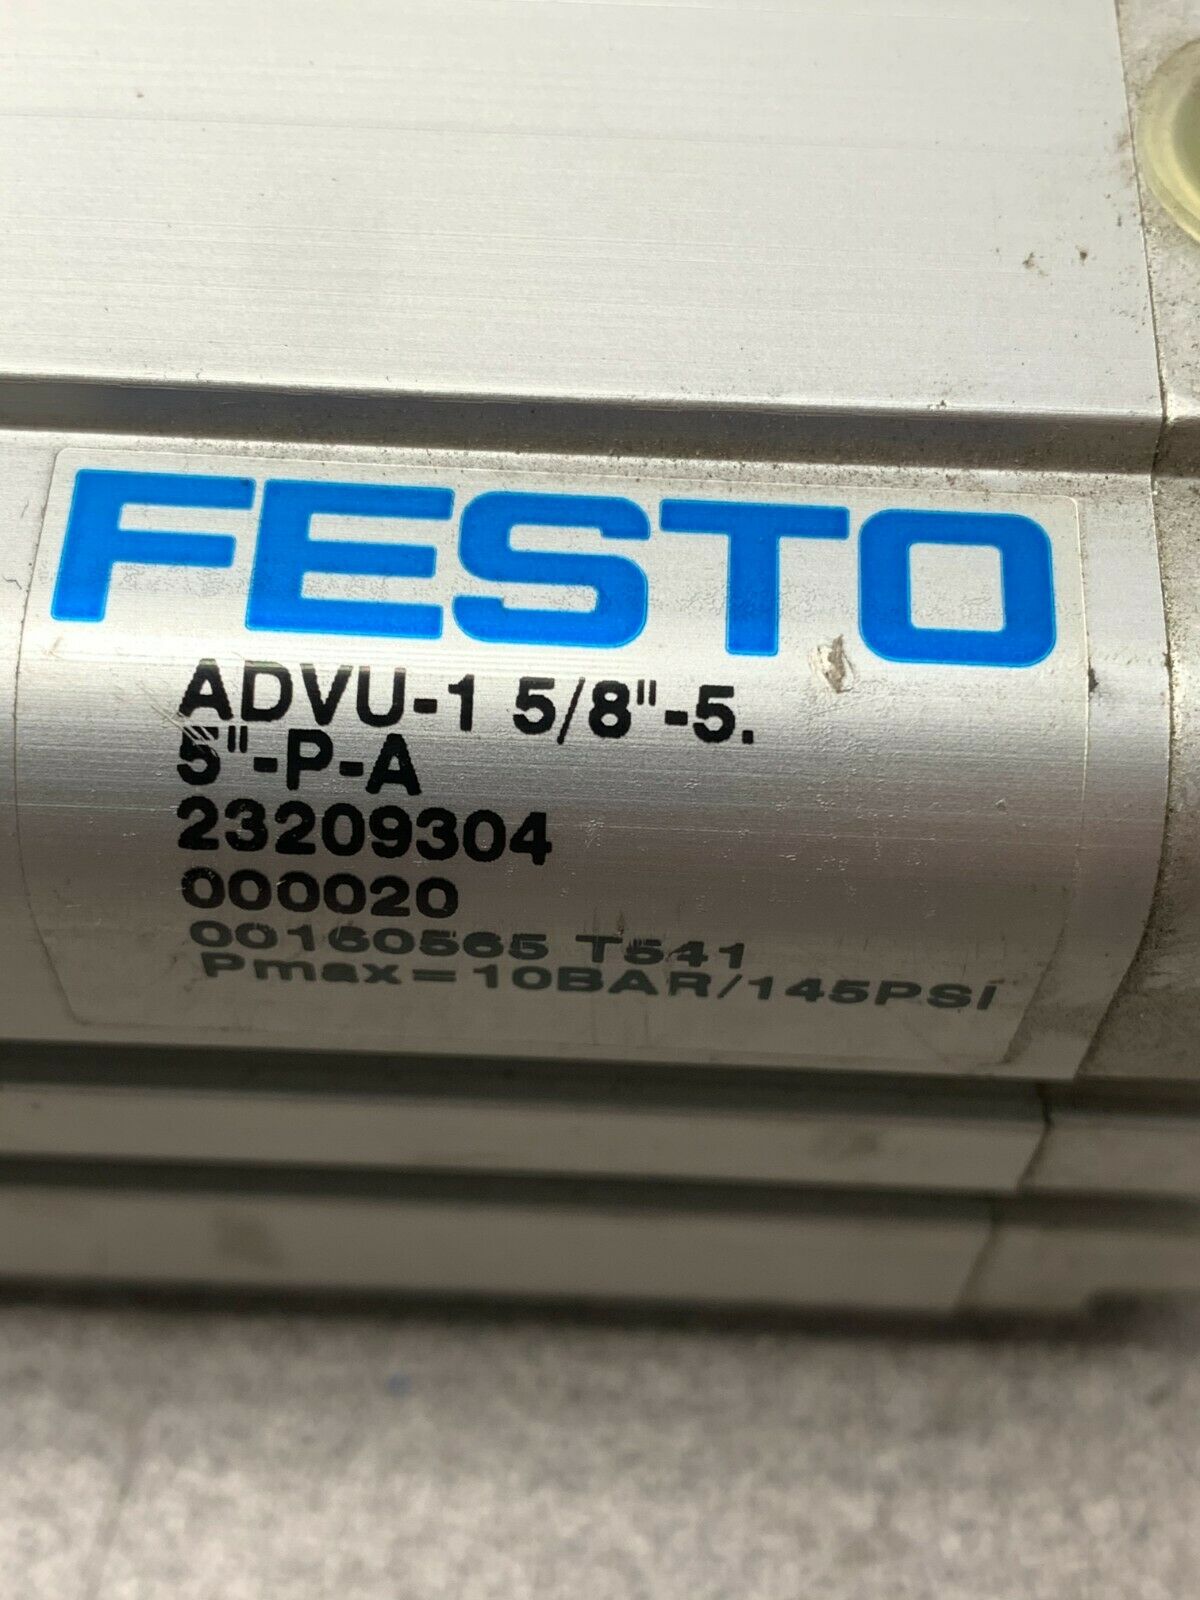 FESTO
ADVU-1 5/8"-5.
5"-P-A
23209304
000020
00160565 T541
Pmax=10BAR/145PSi